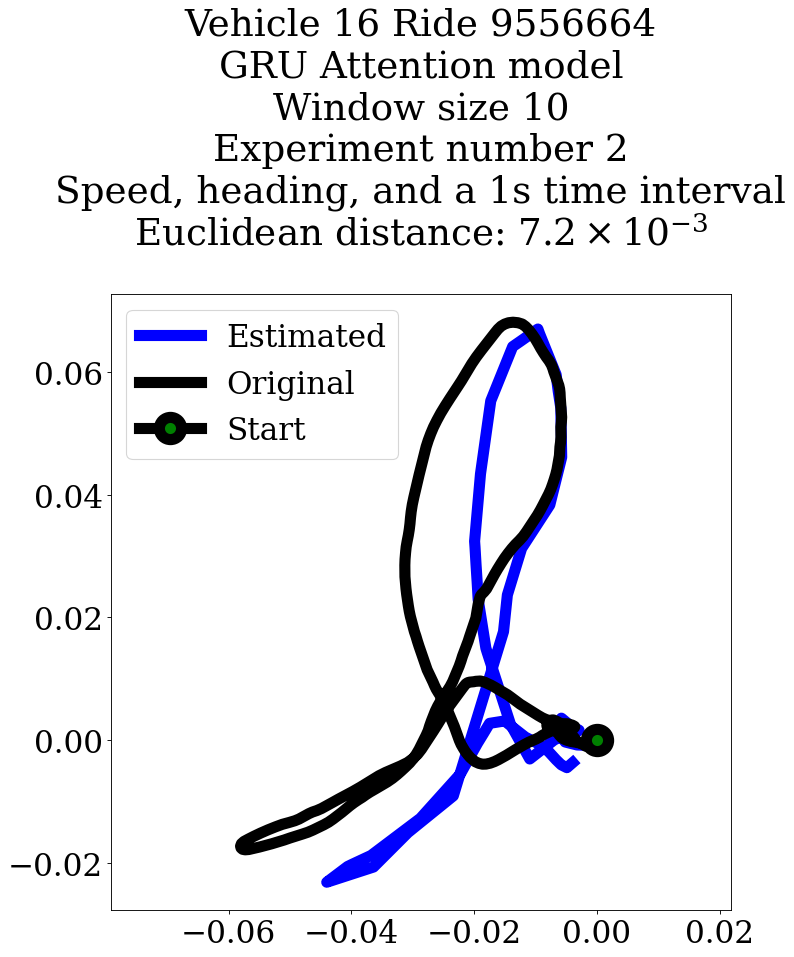 Vehicle 16 Ride 9556664
GRU Attention model
Window size 10
Experiment number 2
Speed, heading, and a 1s time interval
Euclidean distance: 7.2 × 10⁻³
Estimated
Original
Start
0.06
0.04
0.02
0.00
−0.02
−0.06 −0.04 −0.02 0.00 0.02